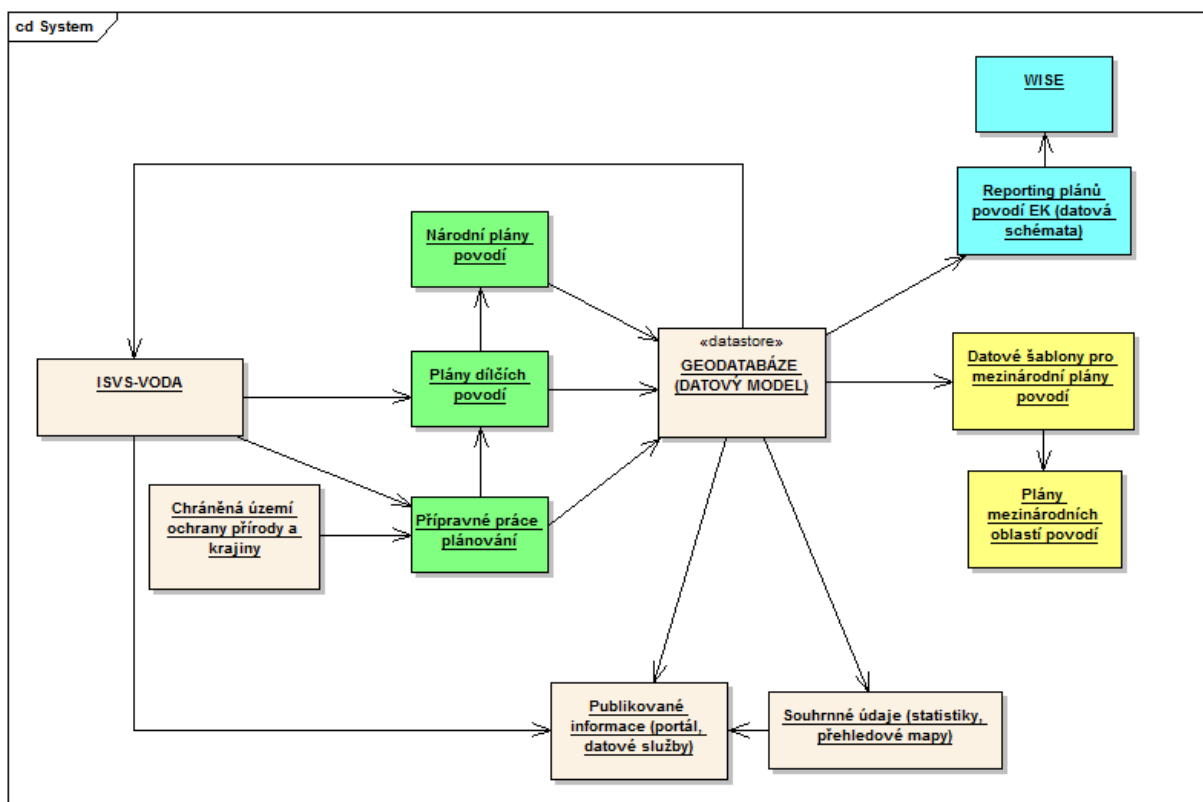 cd System
WISE
Reporting plánů
povodí EK (datová
schémata)
Národní plány
povodí
«datastore»
GEODATABÁZE
(DATOVÝ MODEL)
Datové šablony pro
mezinárodní plány
povodí
ISVS-VODA
Plány dílčích
povodí
Plány
mezinárodních
oblastí povodí
Chráněná území
ochrany přírody a
krajiny
Přípravné práce
plánování
Publikované
informace (portál,
datové služby)
Souhrnné údaje (statistiky,
přehledové mapy)